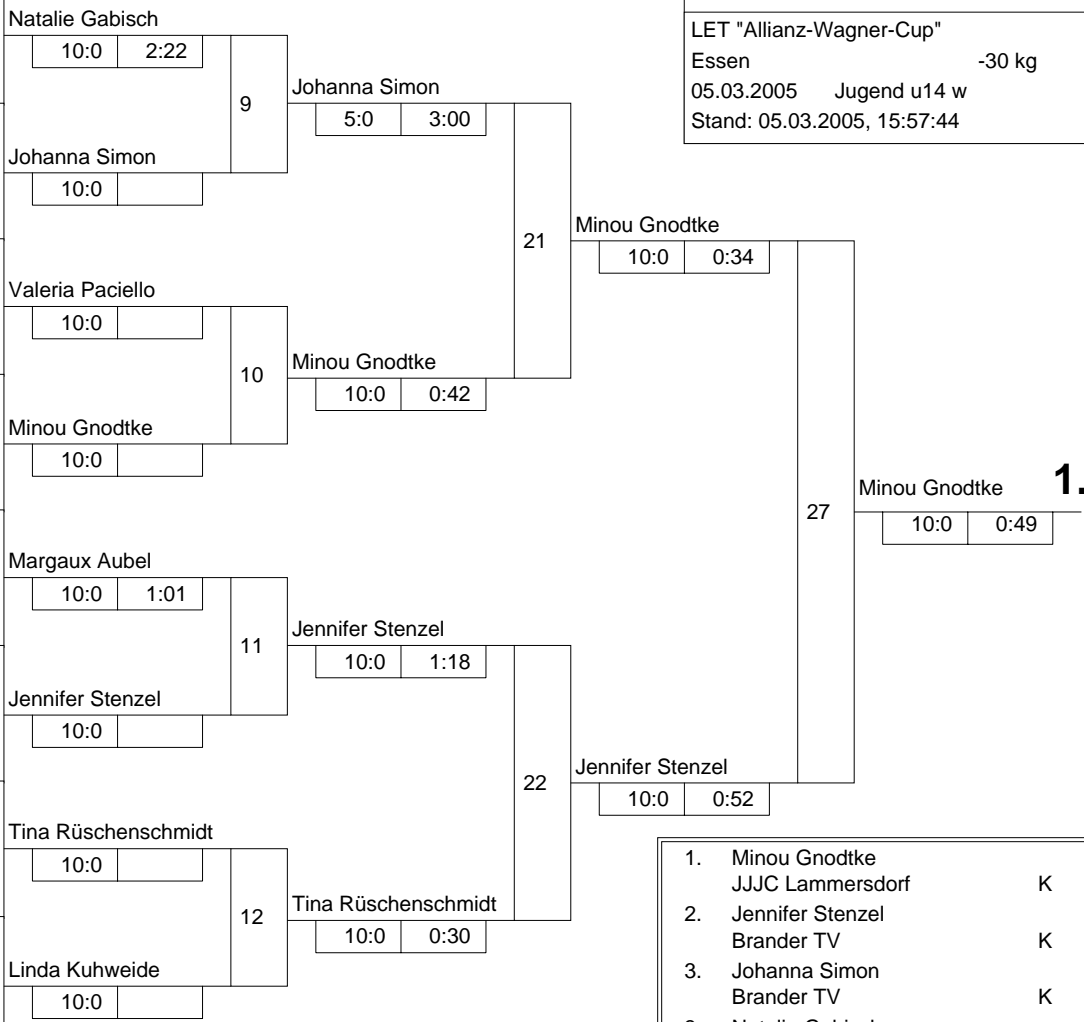 Natalie Gabisch
10:0 2:22
9
Johanna Simon
10:0
Johanna Simon
5:0 3:00
LET "Allianz-Wagner-Cup"
Essen -30 kg
05.03.2005 Jugend u14 w
Stand: 05.03.2005, 15:57:44
21
Minou Gnodtke
10:0 0:34
Valeria Paciello
10:0
10
Minou Gnodtke
10:0
Minou Gnodtke
10:0 0:42
27
Minou Gnodtke 1.
10:0 0:49
Margaux Aubel
10:0 1:01
11
Jennifer Stenzel
10:0
Jennifer Stenzel
10:0 1:18
22
Jennifer Stenzel
10:0 0:52
Tina Rüschenschmidt
10:0
12
Linda Kuhweide
10:0
Tina Rüschenschmidt
10:0 0:30
1. Minou Gnodtke
JJJC Lammersdorf K
2. Jennifer Stenzel
Brander TV K
3. Johanna Simon
Brander TV K